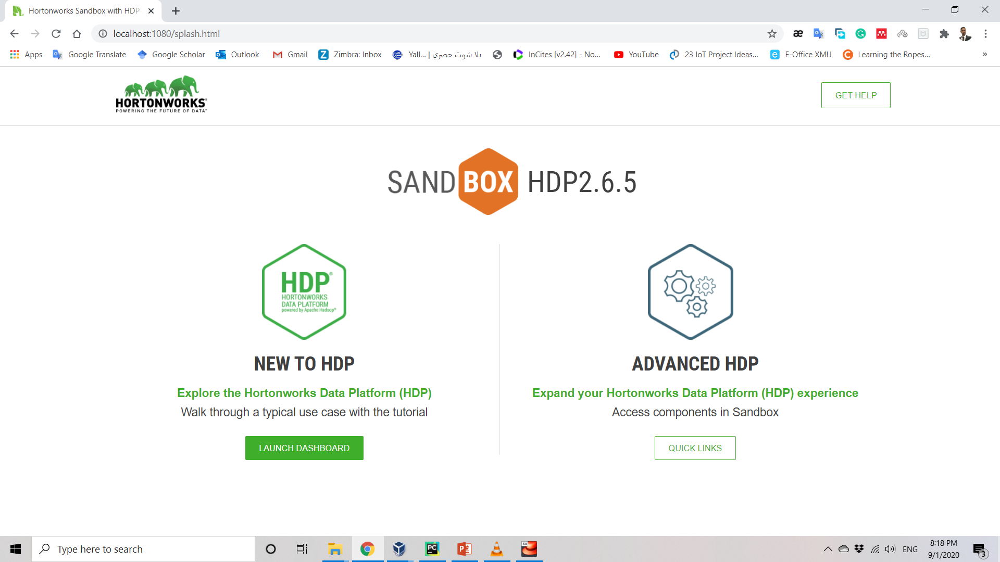 Hortonworks Sandbox with HDP
localhost:1080/splash.html
Apps Google Translate Google Scholar Outlook Gmail Zimbra: Inbox يلا شوت حصري | Yall... InCites [v2.42] - No... YouTube 23 IoT Project Ideas... E-Office XMU Learning the Ropes... »
HORTONWORKS®
POWERING THE FUTURE OF DATA™
GET HELP
SANDBOX HDP2.6.5
HDP®
HORTONWORKS
DATA PLATFORM
powered by Apache Hadoop®
NEW TO HDP
Explore the Hortonworks Data Platform (HDP)
Walk through a typical use case with the tutorial
LAUNCH DASHBOARD
ADVANCED HDP
Expand your Hortonworks Data Platform (HDP) experience
Access components in Sandbox
QUICK LINKS
Type here to search
PC
P
64
ENG
8:18 PM
9/1/2020
3